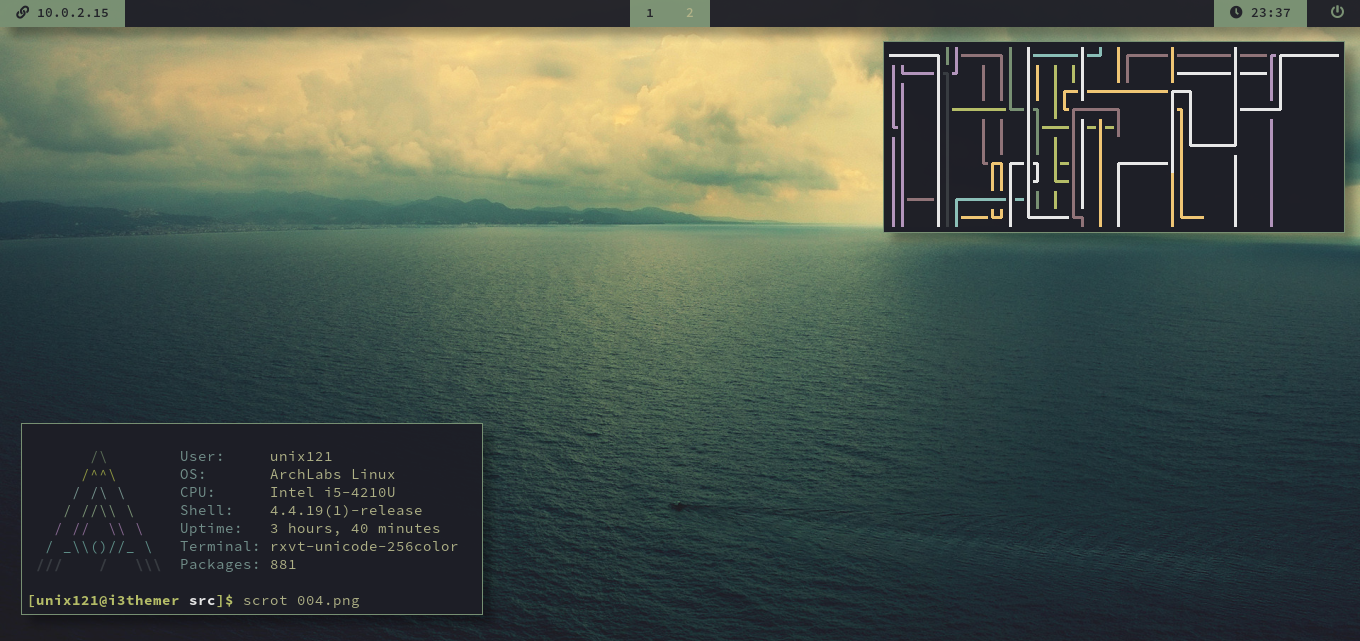 10.0.2.15
1 2
23:37
/\
/^^\ User: unix121
/ /\ \ OS: ArchLabs Linux
/ //\\ \ CPU: Intel i5-4210U
/ // \\ \ Shell: 4.4.19(1)-release
/ _\\()//_ \ Uptime: 3 hours, 40 minutes
/// / \\\ Terminal: rxvt-unicode-256color
Packages: 881
[unix121@i3themer src]$ scrot 004.png